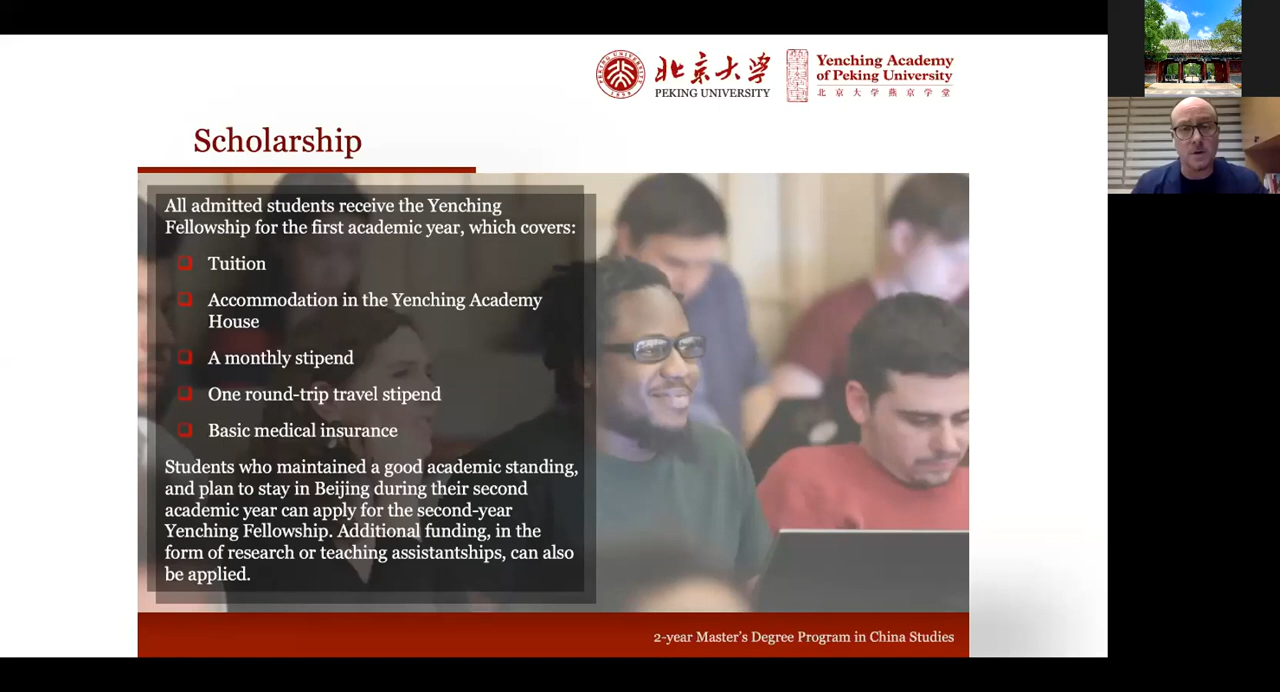 北京大学
PEKING UNIVERSITY
Yenching Academy
of Peking University
北京大学燕京学堂
Scholarship
All admitted students receive the Yenching
Fellowship for the first academic year, which covers:
Tuition
Accommodation in the Yenching Academy
House
A monthly stipend
One round-trip travel stipend
Basic medical insurance
Students who maintained a good academic standing,
and plan to stay in Beijing during their second
academic year can apply for the second-year
Yenching Fellowship. Additional funding, in the
form of research or teaching assistantships, can also
be applied.
2-year Master's Degree Program in China Studies